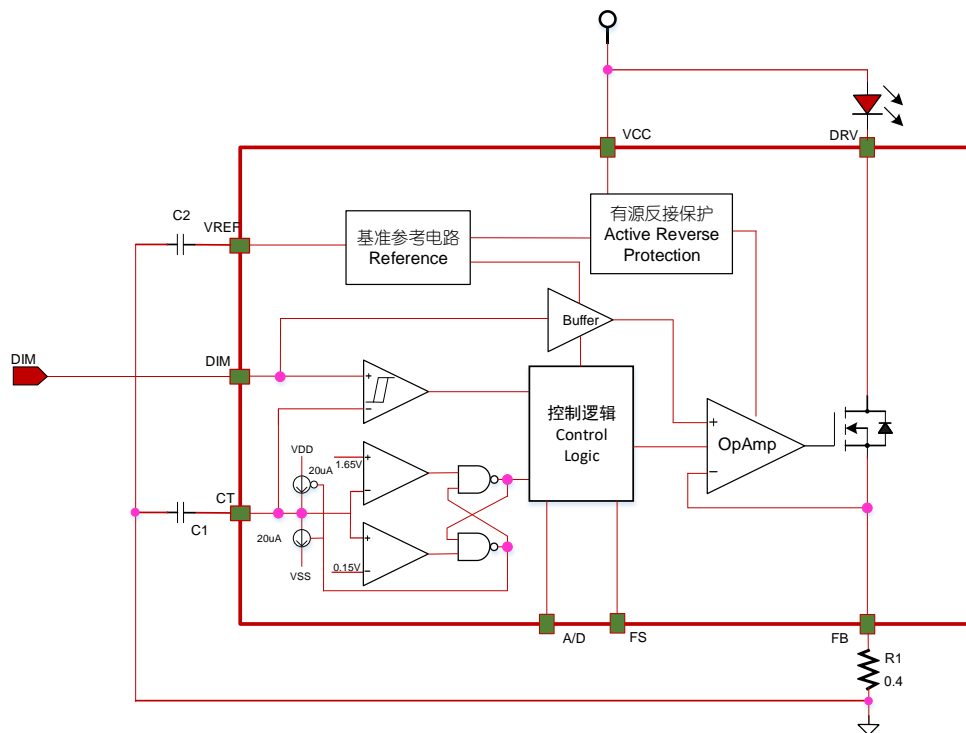 VCC
DRV
C2
VREF
基准参考电路
Reference
有源反接保护
Active Reverse
Protection
Buffer
DIM
DIM
+
−
控制逻辑
Control
Logic
+
OpAmp
−
VDD
20uA
1.65V
+
−
CT
C1
20uA
VSS
+
0.15V
−
A/D
FS
FB
R1
0.4